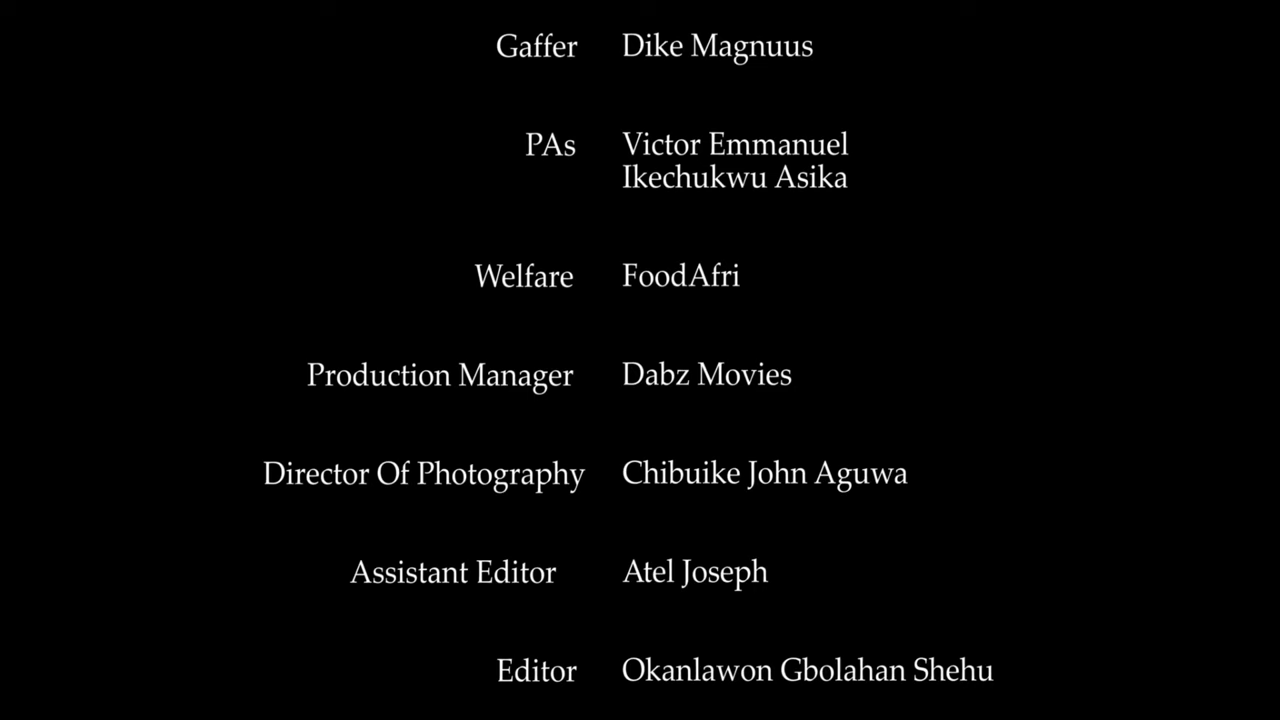 Gaffer Dike Magnuus
PAs Victor Emmanuel
Ikechukwu Asika
Welfare FoodAfri
Production Manager Dabz Movies
Director Of Photography Chibuike John Aguwa
Assistant Editor Atel Joseph
Editor Okanlawon Gbolahan Shehu